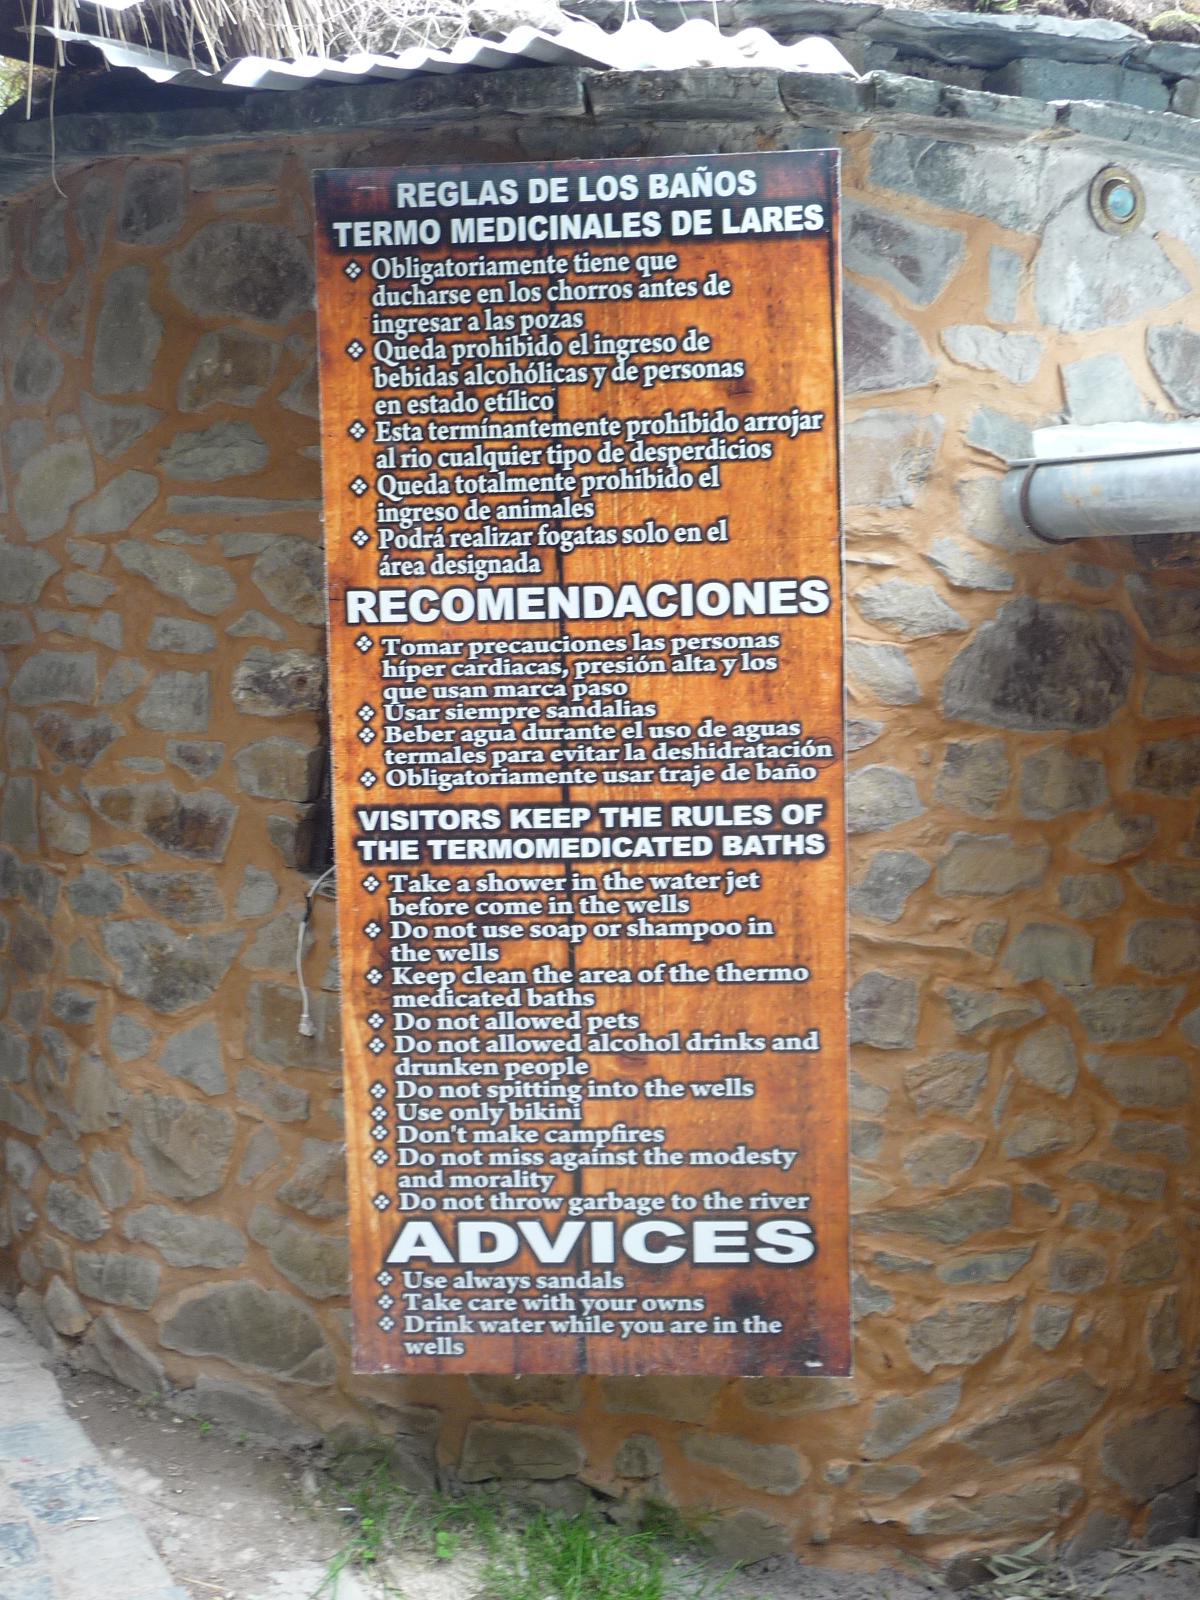 REGLAS DE LOS BAÑOS
TERMO MEDICINALES DE LARES
❖ Obligatoriamente tiene que
ducharse en los chorros antes de
ingresar a las pozas
❖ Queda prohibido el ingreso de
bebidas alcohólicas y de personas
en estado etílico
❖ Esta termínantemente prohibido arrojar
al rio cualquier tipo de desperdicios
❖ Queda totalmente prohibido el
ingreso de animales
❖ Podrá realizar fogatas solo en el
área designada
RECOMENDACIONES
❖ Tomar precauciones las personas
híper cardiacas, presión alta y los
que usan marca paso
❖ Usar siempre sandalias
❖ Beber agua durante el uso de aguas
termales para evitar la deshidratación
❖ Obligatoriamente usar traje de baño
VISITORS KEEP THE RULES OF
THE TERMOMEDICATED BATHS
❖ Take a shower in the water jet
before come in the wells
❖ Do not use soap or shampoo in
the wells
❖ Keep clean the area of the thermo
medicated baths
❖ Do not allowed pets
❖ Do not allowed alcohol drinks and
drunken people
❖ Do not spitting into the wells
❖ Use only bikini
❖ Don't make campfires
❖ Do not miss against the modesty
and morality
❖ Do not throw garbage to the river
ADVICES
❖ Use always sandals
❖ Take care with your owns
❖ Drink water while you are in the
wells